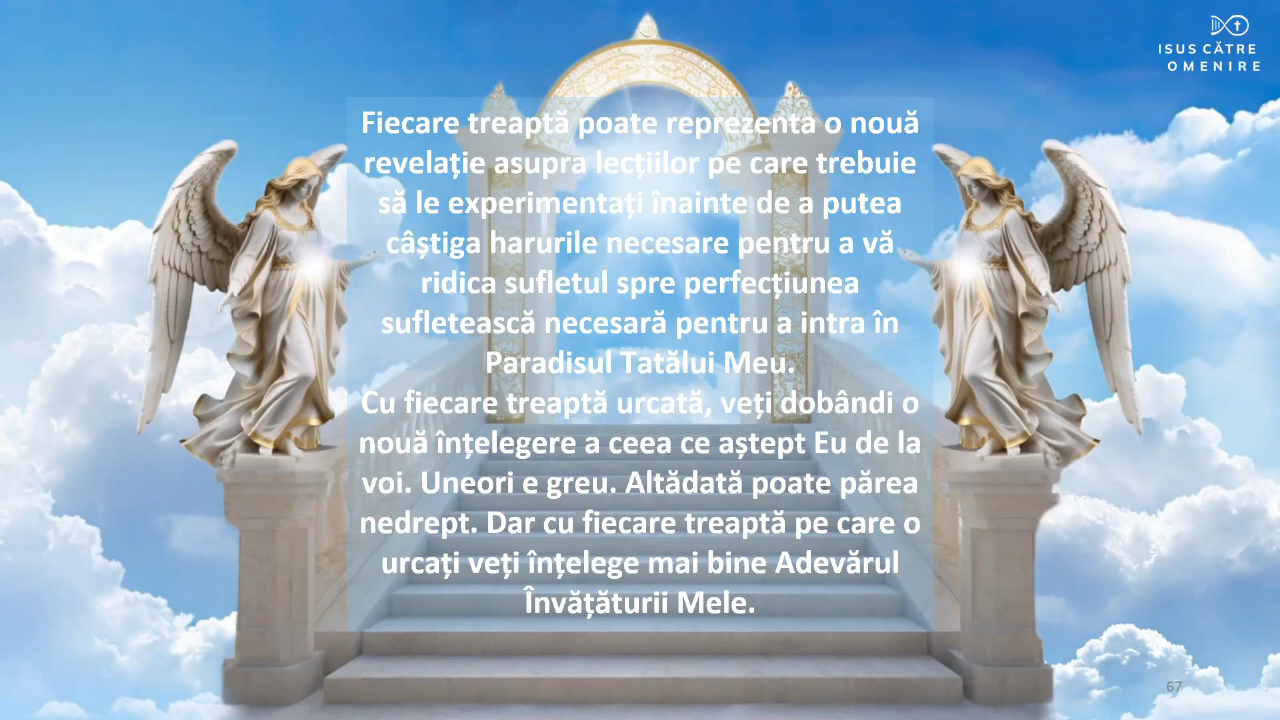 ISUS CĂTRE
OMENIRE
Fiecare treaptă poate reprezenta o nouă
revelație asupra lecțiilor pe care trebuie
să le experimentați înainte de a putea
câștiga harurile necesare pentru a vă
ridica sufletul spre perfecțiunea
sufletească necesară pentru a intra în
Paradisul Tatălui Meu.
Cu fiecare treaptă urcată, veți dobândi o
nouă înțelegere a ceea ce aștept Eu de la
voi. Uneori e greu. Altădată poate părea
nedrept. Dar cu fiecare treaptă pe care o
urcați veți înțelege mai bine Adevărul
Învățăturii Mele.
67